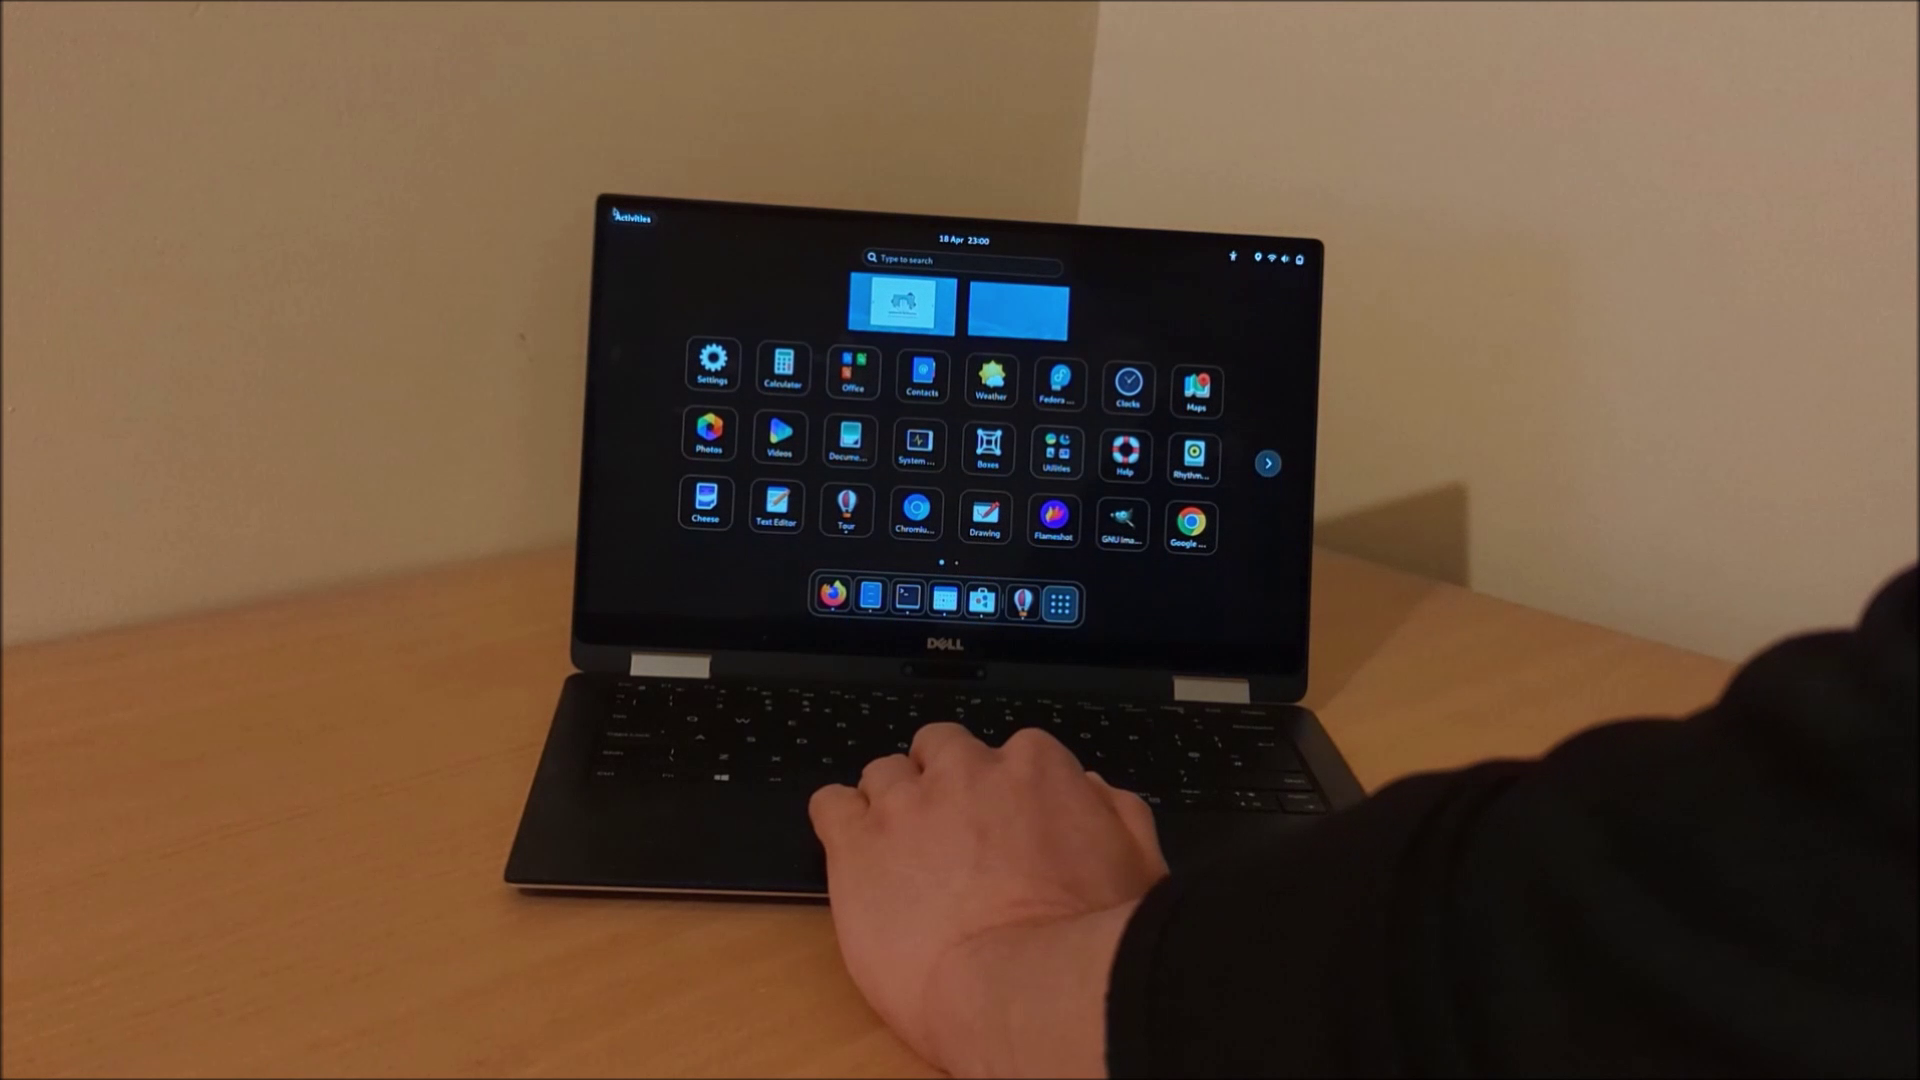 Activities
18 Apr 23:00
Type to search
Settings
Calculator
Office
Contacts
Weather
Fedora ...
Clocks
Maps
Photos
Videos
Docume...
System ...
Boxes
Utilities
Help
Rhythm...
Cheese
Text Editor
Tour
Chromiu...
Drawing
Flameshot
GNU Ima...
Google ...
DELL
Q W E R T U
A S D F G L
Z X C